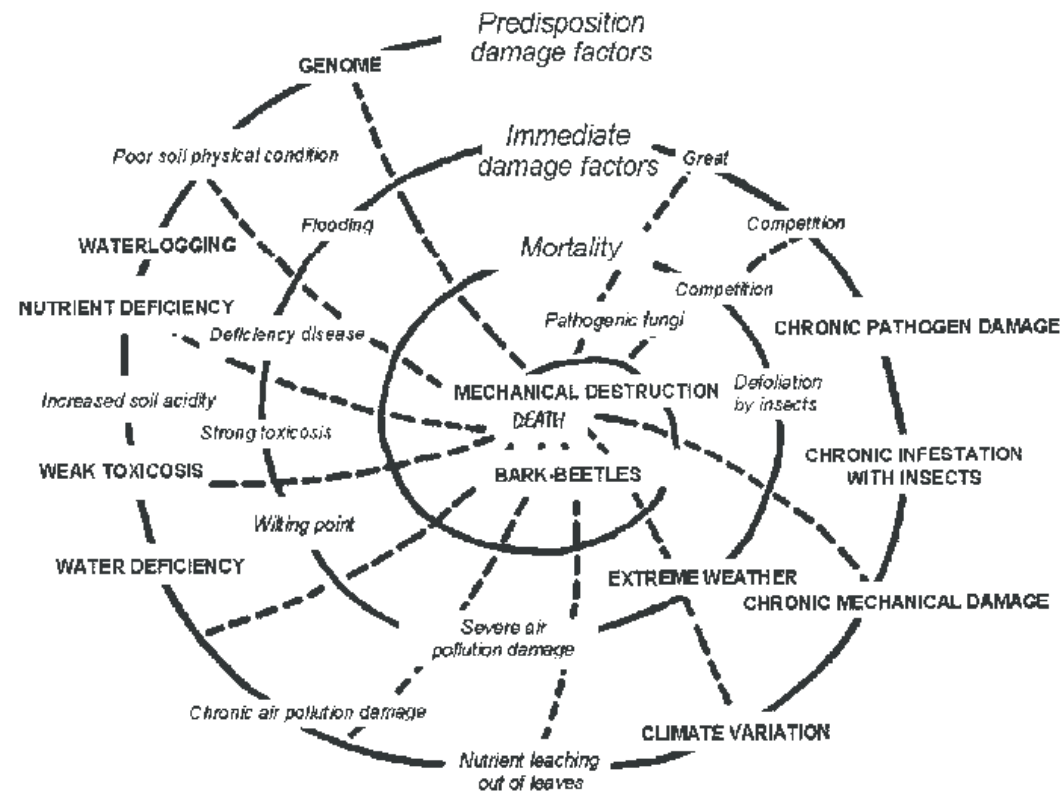 Predisposition
damage factors
GENOME
Immediate
damage factors
Great
Poor soil physical condition
Flooding
Competition
WATERLOGGING
Mortality
Competition
NUTRIENT DEFICIENCY
Pathogenic fungi
CHRONIC PATHOGEN DAMAGE
Deficiency disease
MECHANICAL DESTRUCTION
Defoliation
by insects
Increased soil acidity
DEATH
Strong toxicosis
CHRONIC INFESTATION
WITH INSECTS
WEAK TOXICOSIS
BARK-BEETLES
Wilting point
WATER DEFICIENCY
EXTREME WEATHER
CHRONIC MECHANICAL DAMAGE
Severe air
pollution damage
Chronic air pollution damage
CLIMATE VARIATION
Nutrient leaching
out of leaves